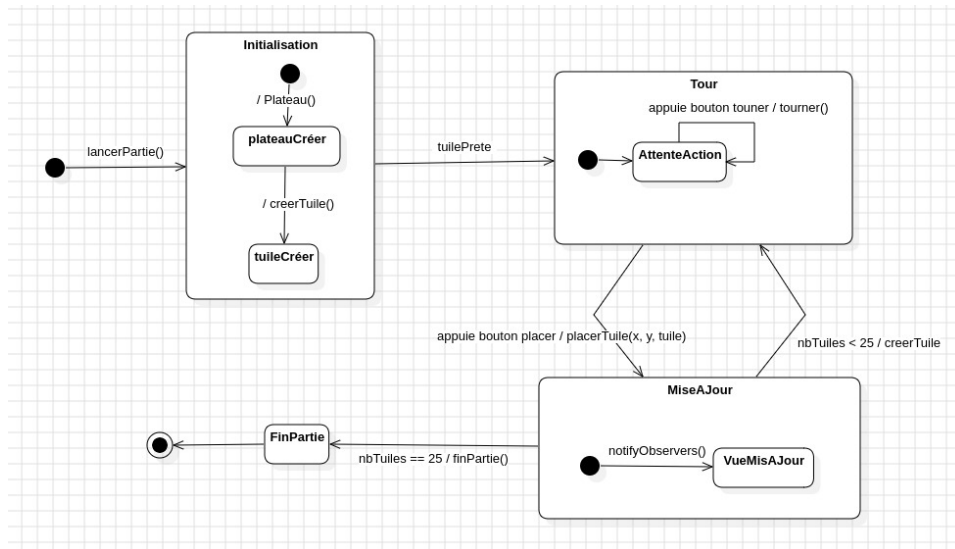 Initialisation
/ Plateau()
plateauCréer
/ creerTuile()
tuileCréer
lancerPartie()
tuilePrete
Tour
appuie bouton touner / tourner()
AttenteAction
appuie bouton placer / placerTuile(x, y, tuile)
nbTuiles < 25 / creerTuile
MiseAJour
notifyObservers()
VueMisAJour
nbTuiles == 25 / finPartie()
FinPartie